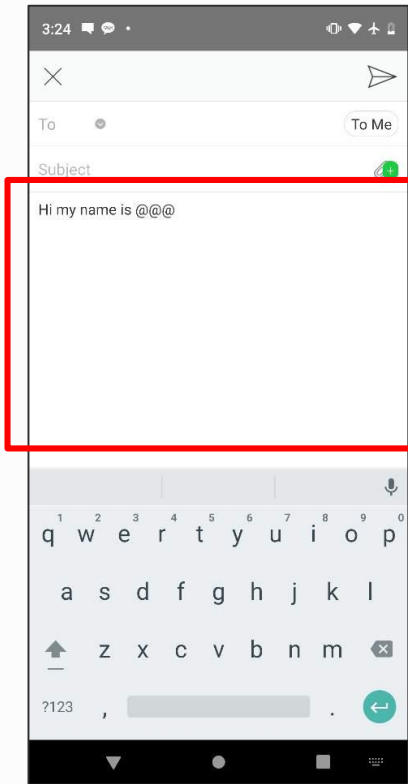 3:24
To
To Me
Subject
Hi my name is @@@
1 2 3 4 5 6 7 8 9 0
q w e r t y u i o p
a s d f g h j k l
z x c v b n m
?123 , .